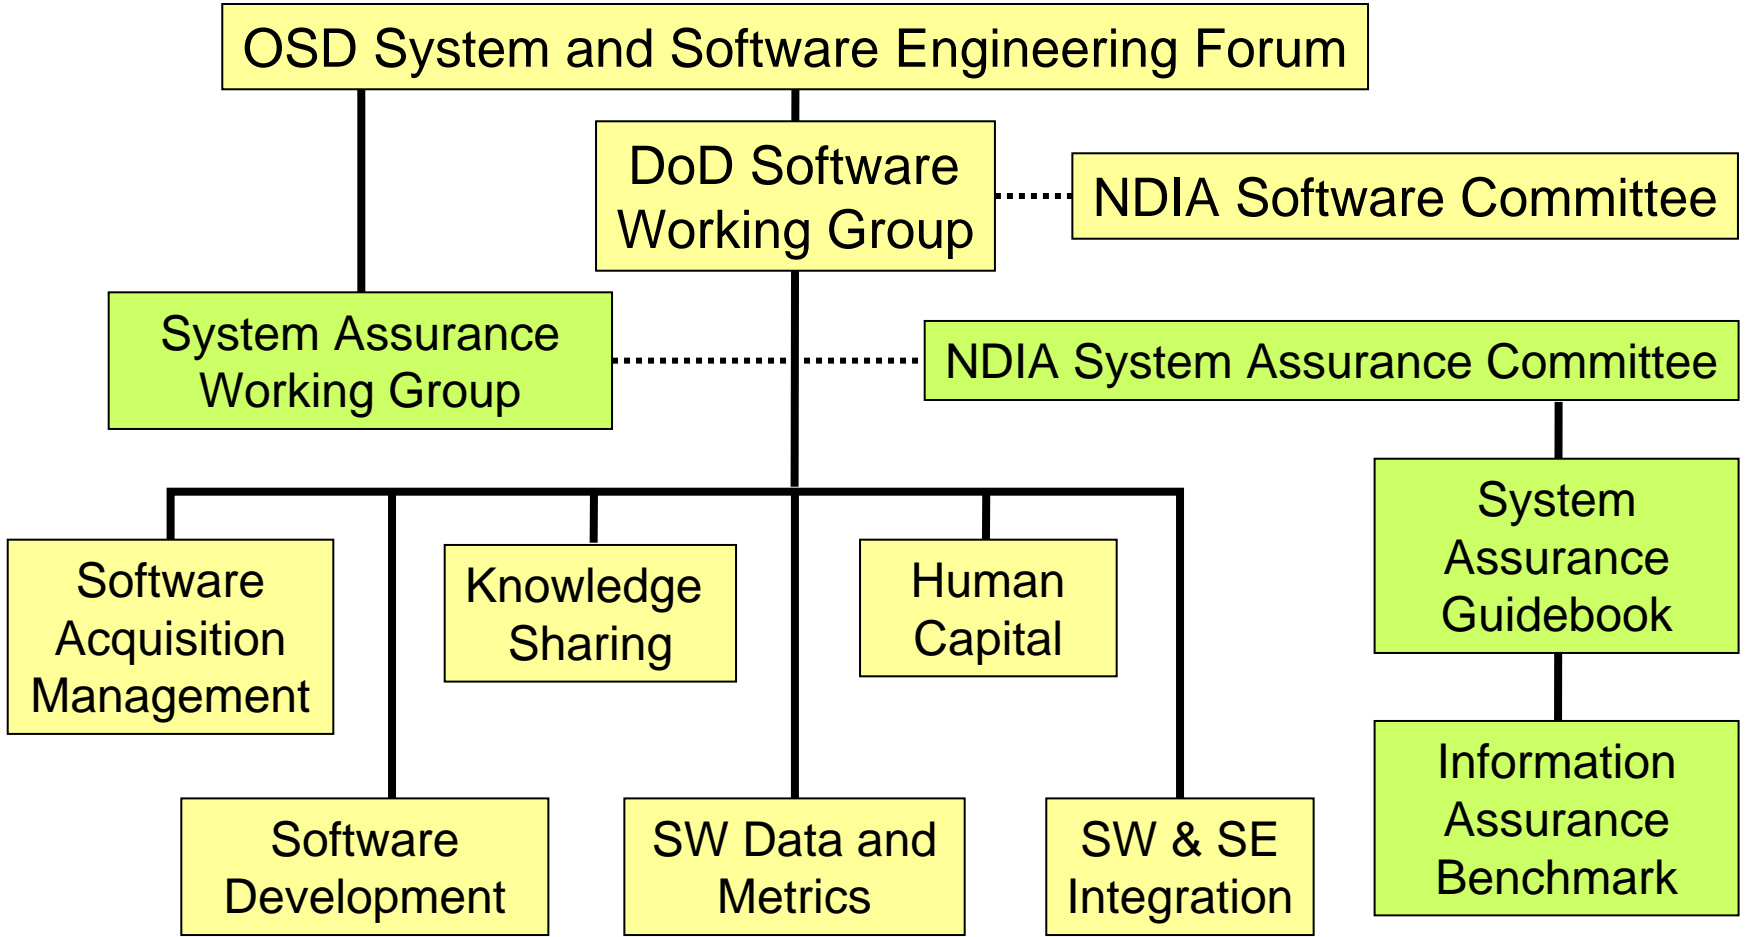 OSD System and Software Engineering Forum
DoD Software
Working Group
NDIA Software Committee
System Assurance
Working Group
NDIA System Assurance Committee
System
Assurance
Guidebook
Software
Acquisition
Management
Knowledge
Sharing
Human
Capital
Information
Assurance
Benchmark
Software
Development
SW Data and
Metrics
SW & SE
Integration